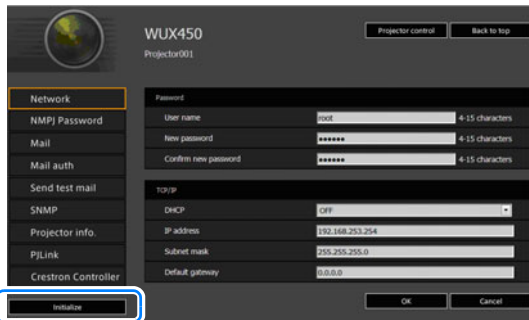 WUX450
Projector001
Projector control
Back to top
Network
NMPJ Password
Mail
Mail auth
Send test mail
SNMP
Projector info.
PJLink
Crestron Controller
Initialize
Password
User name root 4-15 characters
New password •••••• 4-15 characters
Confirm new password •••••• 4-15 characters
TCP/IP
DHCP OFF
IP address 192.168.253.254
Subnet mask 255.255.255.0
Default gateway 0.0.0.0
OK Cancel